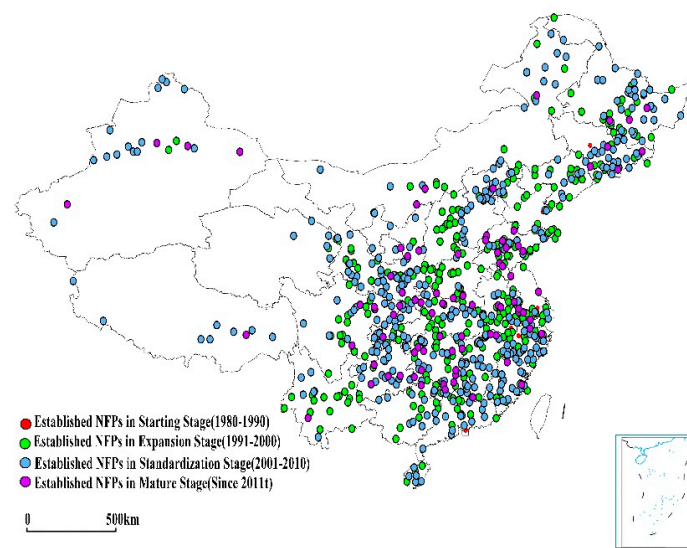 Established NFPs in Starting Stage(1980-1990)
Established NFPs in Expansion Stage(1991-2000)
Established NFPs in Standardization Stage(2001-2010)
Established NFPs in Mature Stage(Since 2011t)
0 500km